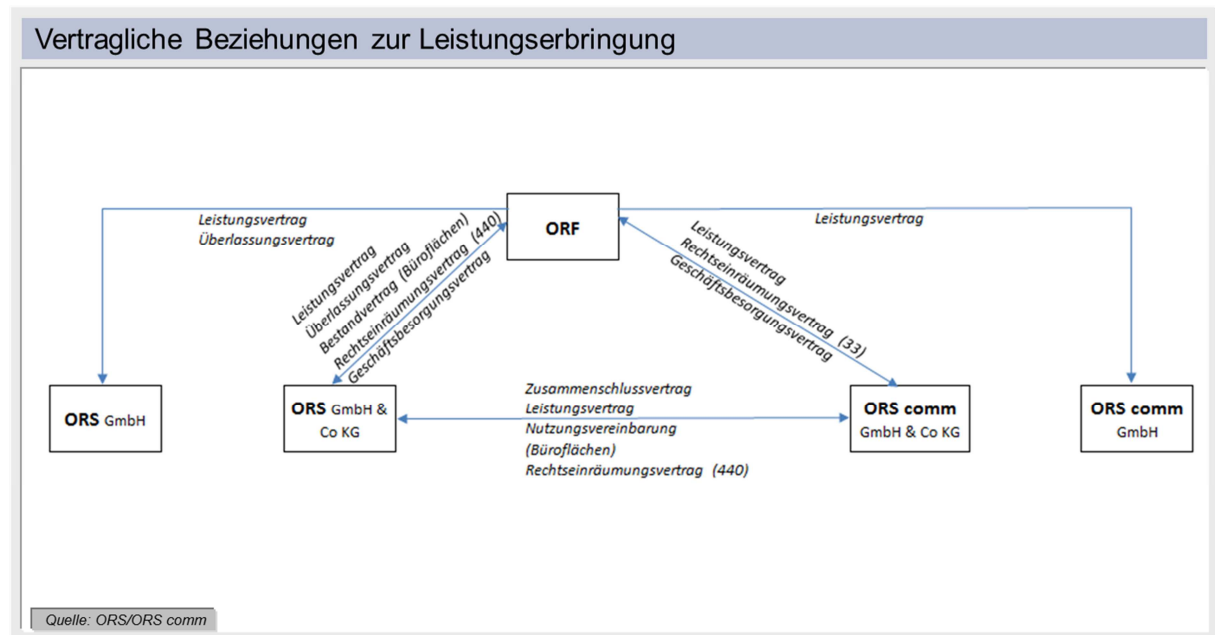 Vertragliche Beziehungen zur Leistungserbringung
ORF
Leistungsvertrag
Überlassungsvertrag
Leistungsvertrag
Überlassungsvertrag
Bestandvertrag (Büroflächen)
Rechtseinräumungsvertrag (440)
Geschäftsbesorgungsvertrag
Leistungsvertrag
Rechtseinräumungsvertrag (33)
Geschäftsbesorgungsvertrag
Leistungsvertrag
ORS GmbH
ORS GmbH &
Co KG
Zusammenschlussvertrag
Leistungsvertrag
Nutzungsvereinbarung
(Büroflächen)
Rechtseinräumungsvertrag (440)
ORS comm
GmbH & Co KG
ORS comm
GmbH
Quelle: ORS/ORS comm